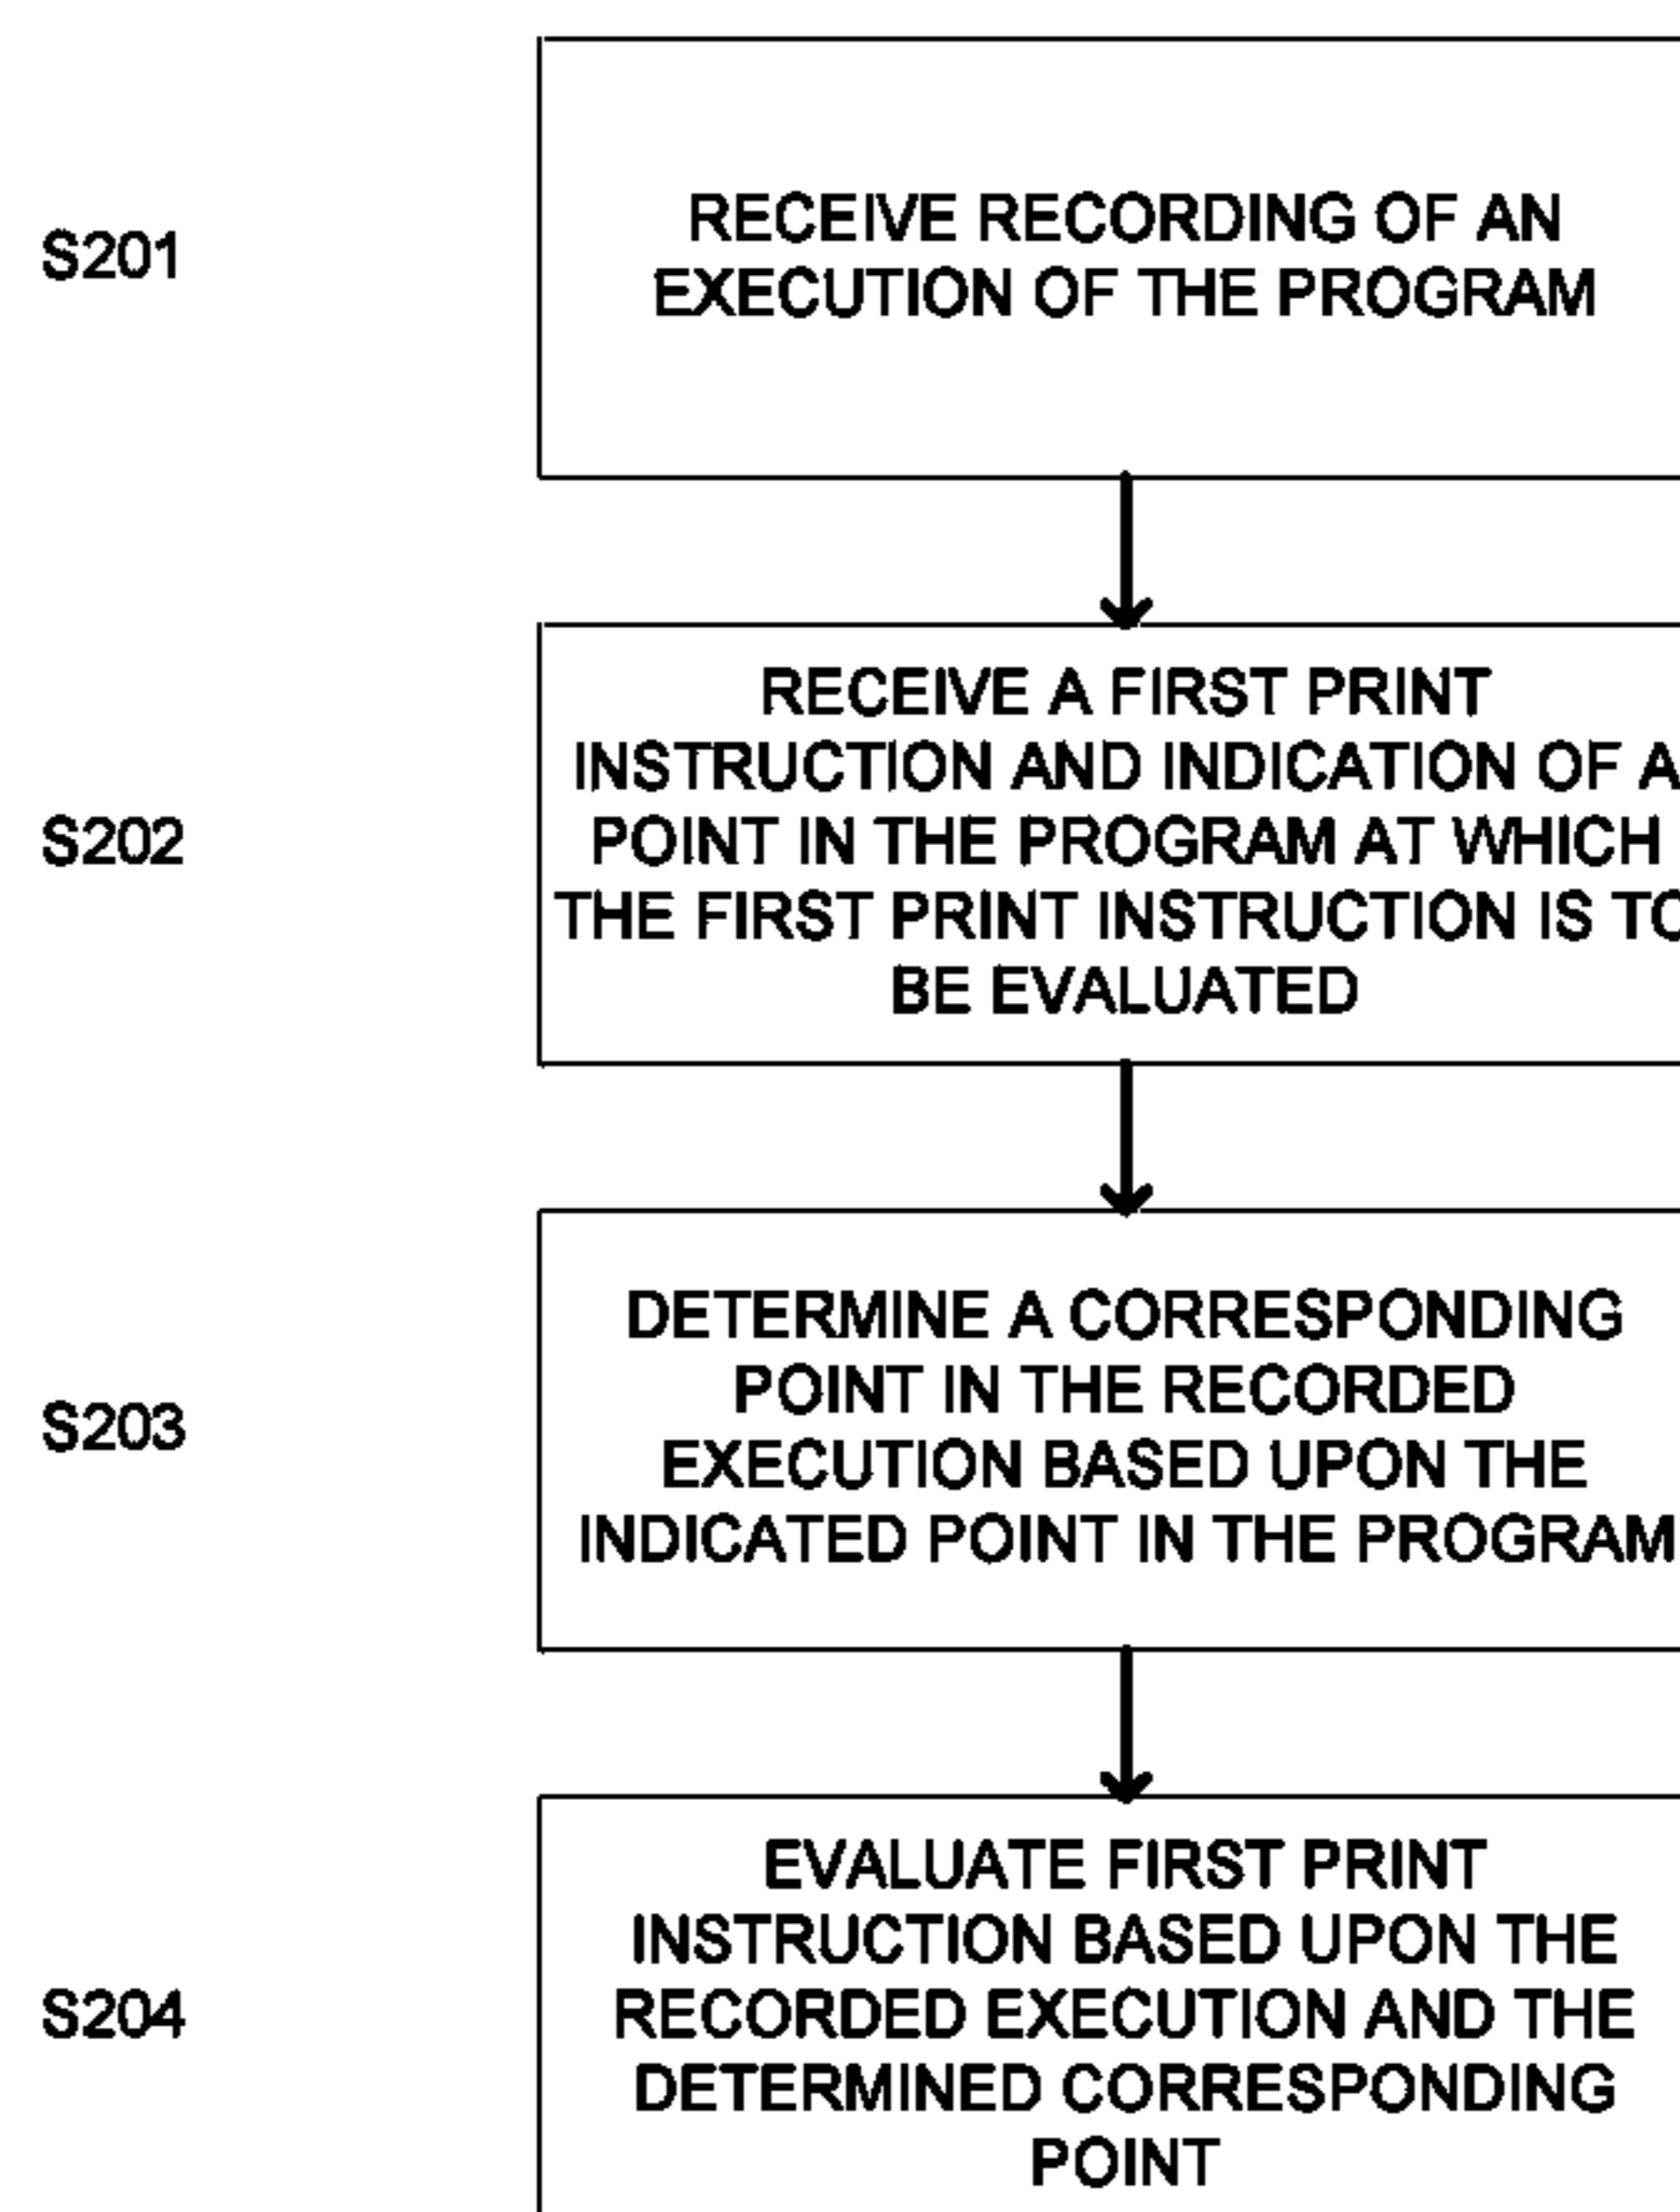 S201
RECEIVE RECORDING OF AN
EXECUTION OF THE PROGRAM
S202
RECEIVE A FIRST PRINT
INSTRUCTION AND INDICATION OF A
POINT IN THE PROGRAM AT WHICH
THE FIRST PRINT INSTRUCTION IS TO
BE EVALUATED
S203
DETERMINE A CORRESPONDING
POINT IN THE RECORDED
EXECUTION BASED UPON THE
INDICATED POINT IN THE PROGRAM
S204
EVALUATE FIRST PRINT
INSTRUCTION BASED UPON THE
RECORDED EXECUTION AND THE
DETERMINED CORRESPONDING
POINT